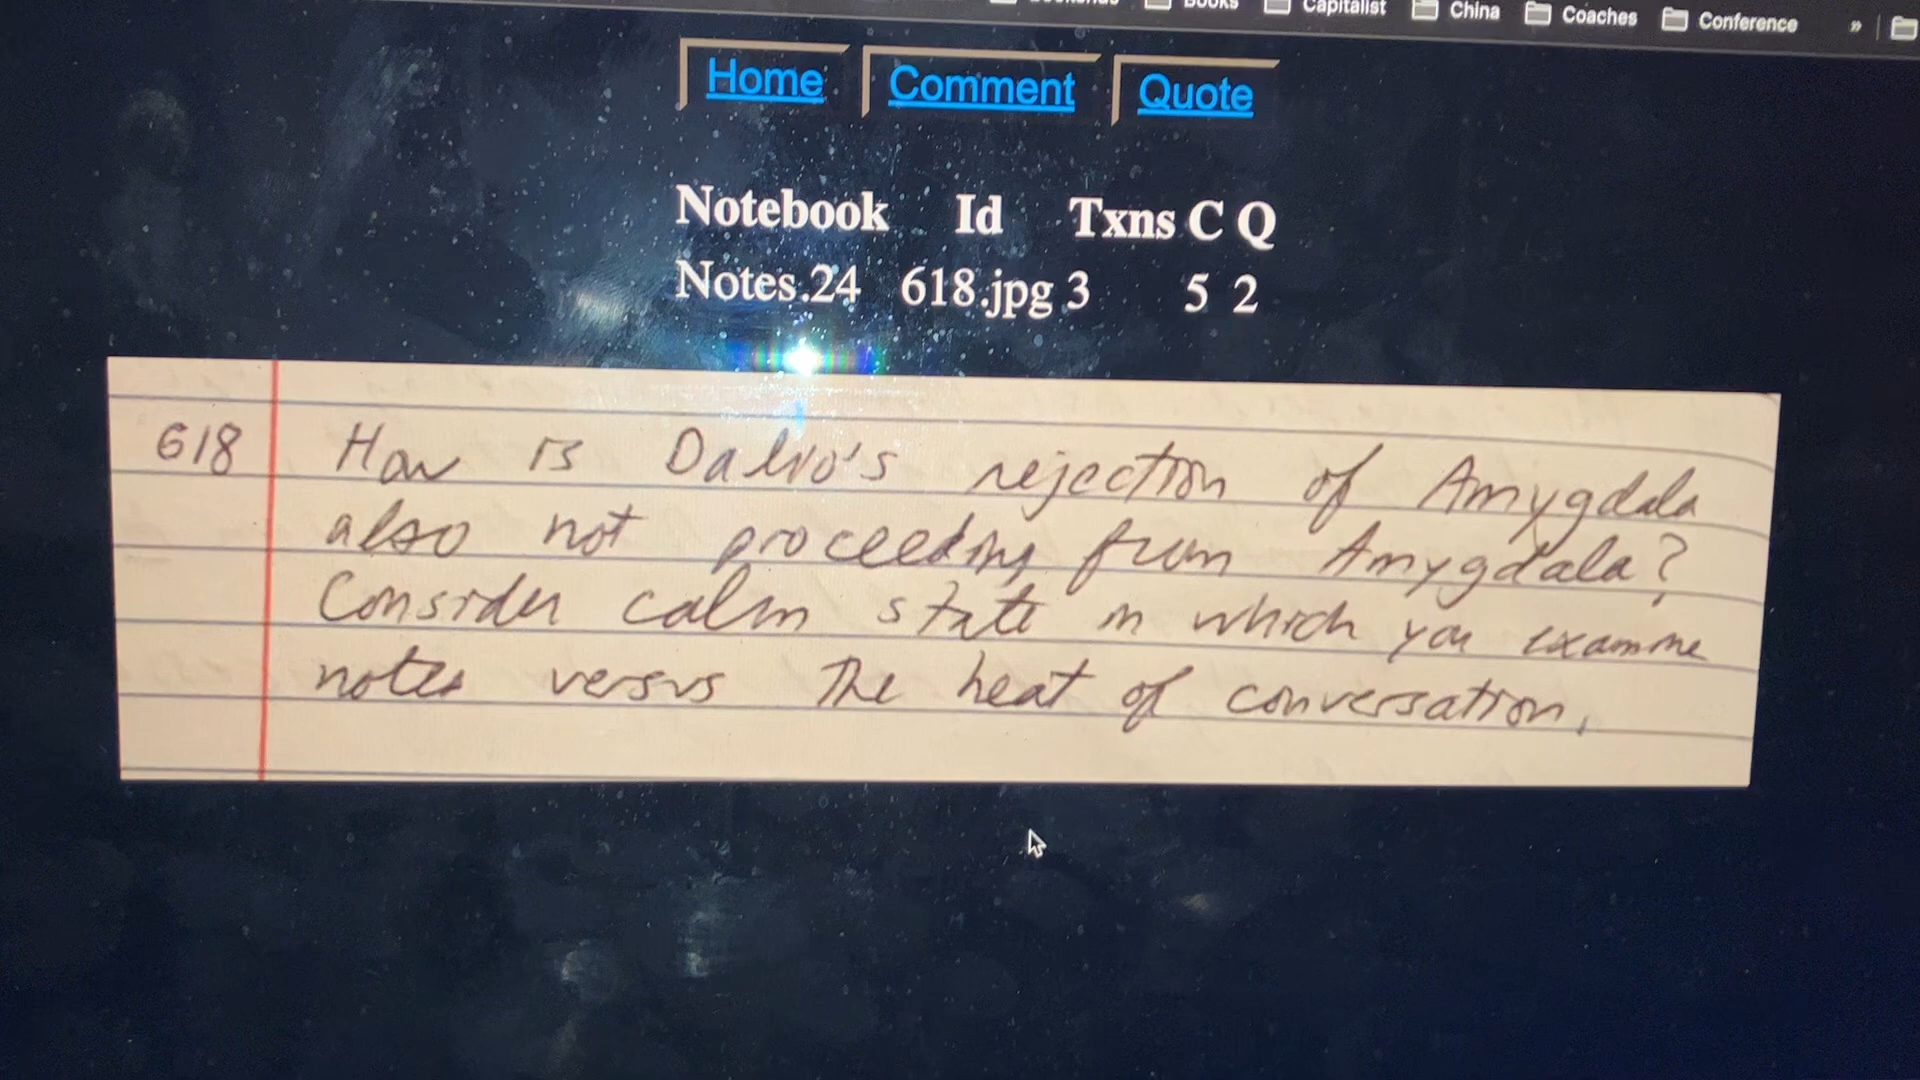 Books
Capitalist
China
Coaches
Conference
»
Home
Comment
Quote
Notebook Id Txns C Q
Notes.24 618.jpg 3 5 2
618 How is Dalio's rejection of Amygdala
also not proceeding from Amygdala?
Consider calm state in which you examine
notes versus the heat of conversation.